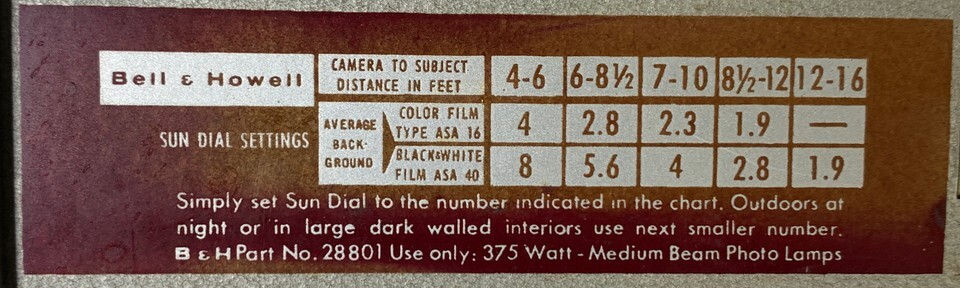 Bell & Howell
CAMERA TO SUBJECT DISTANCE IN FEET 4-6 6-8½ 7-10 8½-12 12-16
SUN DIAL SETTINGS
AVERAGE BACK-GROUND
COLOR FILM TYPE ASA 16 4 2.8 2.3 1.9 —
BLACK&WHITE FILM ASA 40 8 5.6 4 2.8 1.9
Simply set Sun Dial to the number indicated in the chart. Outdoors at
night or in large dark walled interiors use next smaller number.
B & H Part No. 28801 Use only: 375 Watt - Medium Beam Photo Lamps